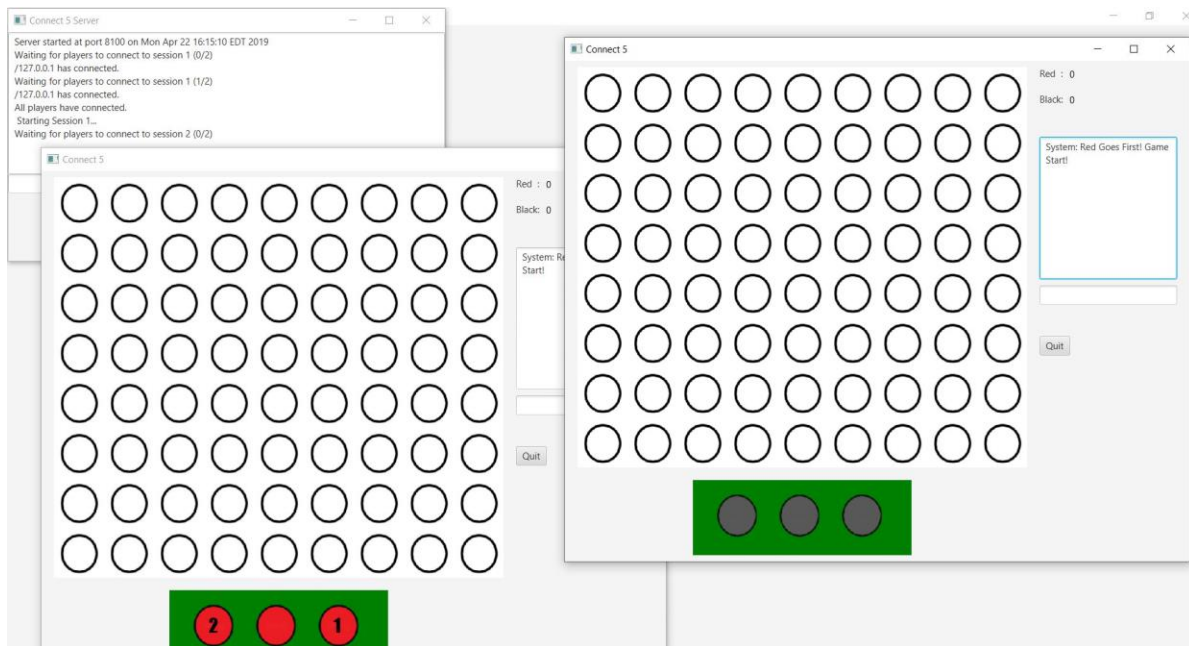 Connect 5 Server
Server started at port 8100 on Mon Apr 22 16:15:10 EDT 2019
Waiting for players to connect to session 1 (0/2)
/127.0.0.1 has connected.
Waiting for players to connect to session 1 (1/2)
/127.0.0.1 has connected.
All players have connected.
Starting Session 1...
Waiting for players to connect to session 2 (0/2)
Connect 5
Red : 0
Black: 0
System: Re
Start!
Quit
2 1
Connect 5
Red : 0
Black: 0
System: Red Goes First! Game
Start!
Quit